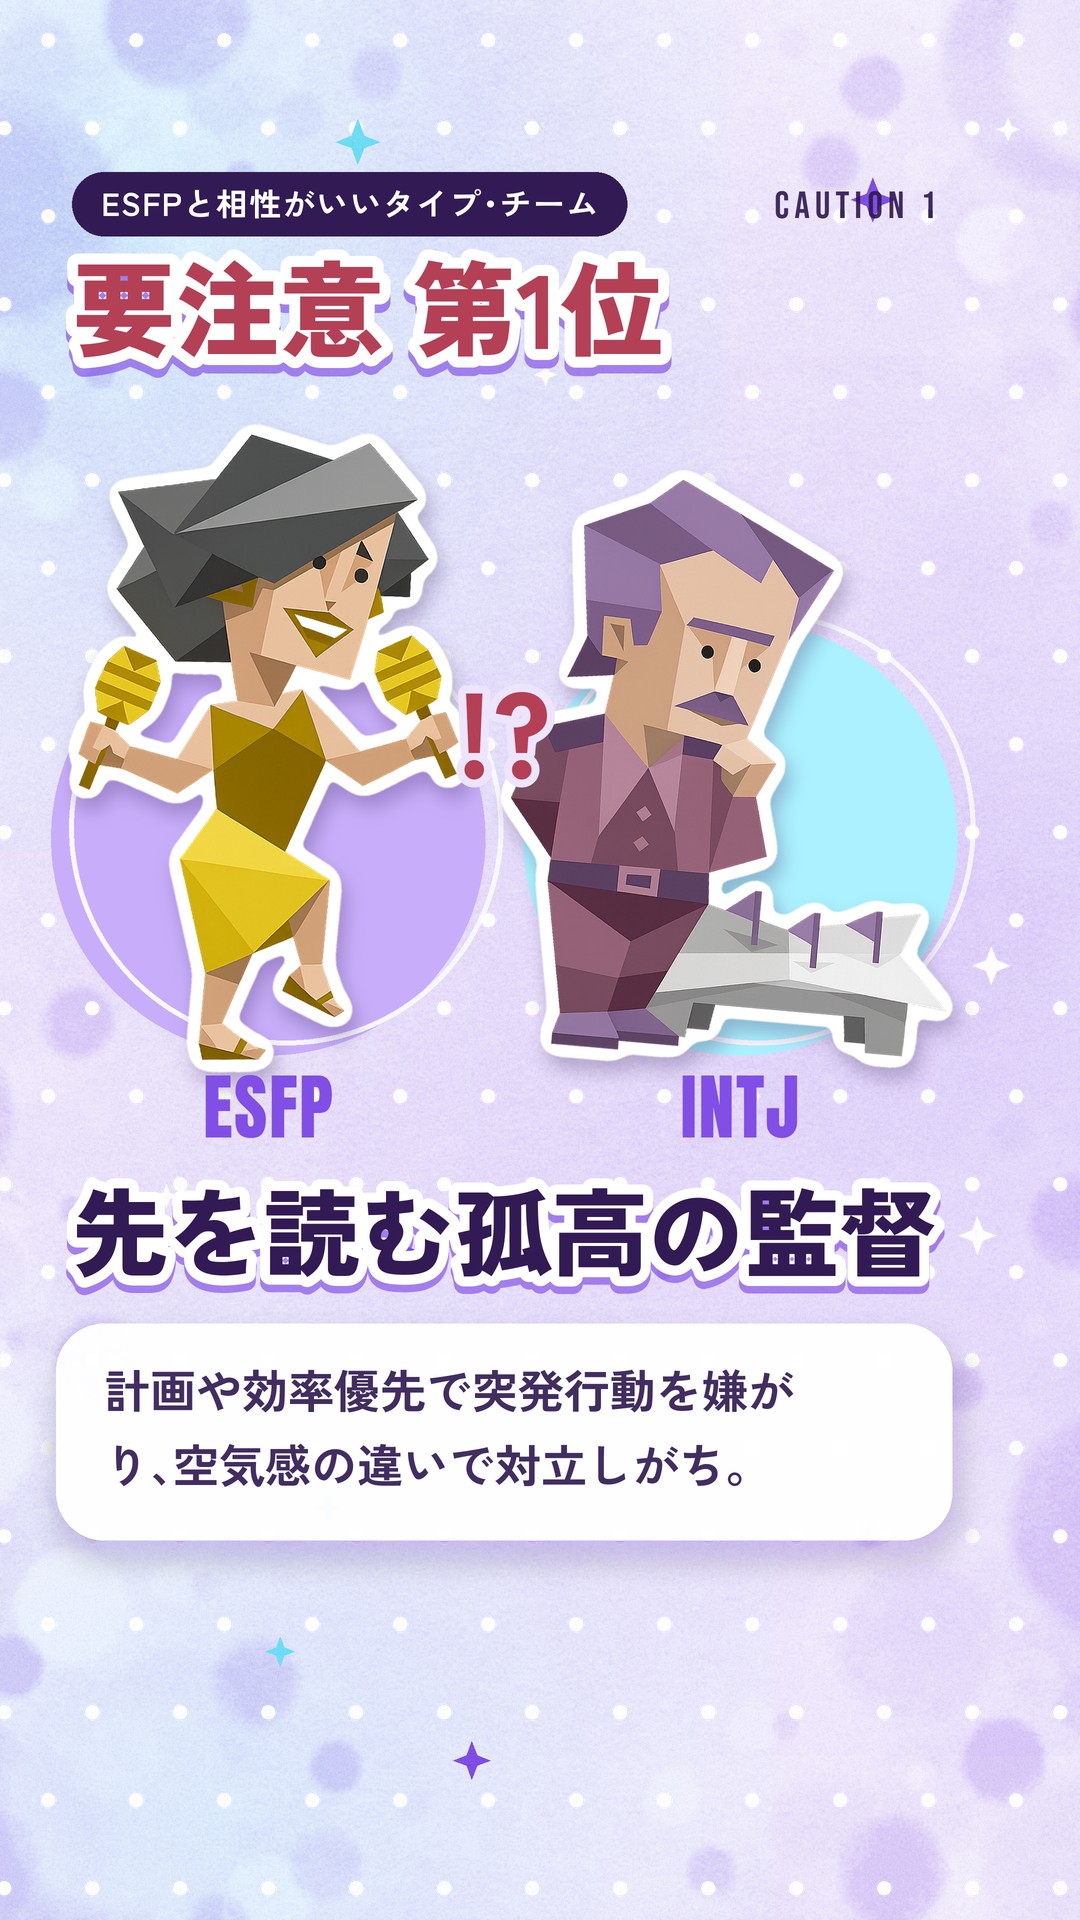 ESFPと相性がいいタイプ・チーム
CAUTION 1
要注意 第1位
!?
ESFP
INTJ
先を読む孤高の監督
計画や効率優先で突発行動を嫌が
り、空気感の違いで対立しがち。